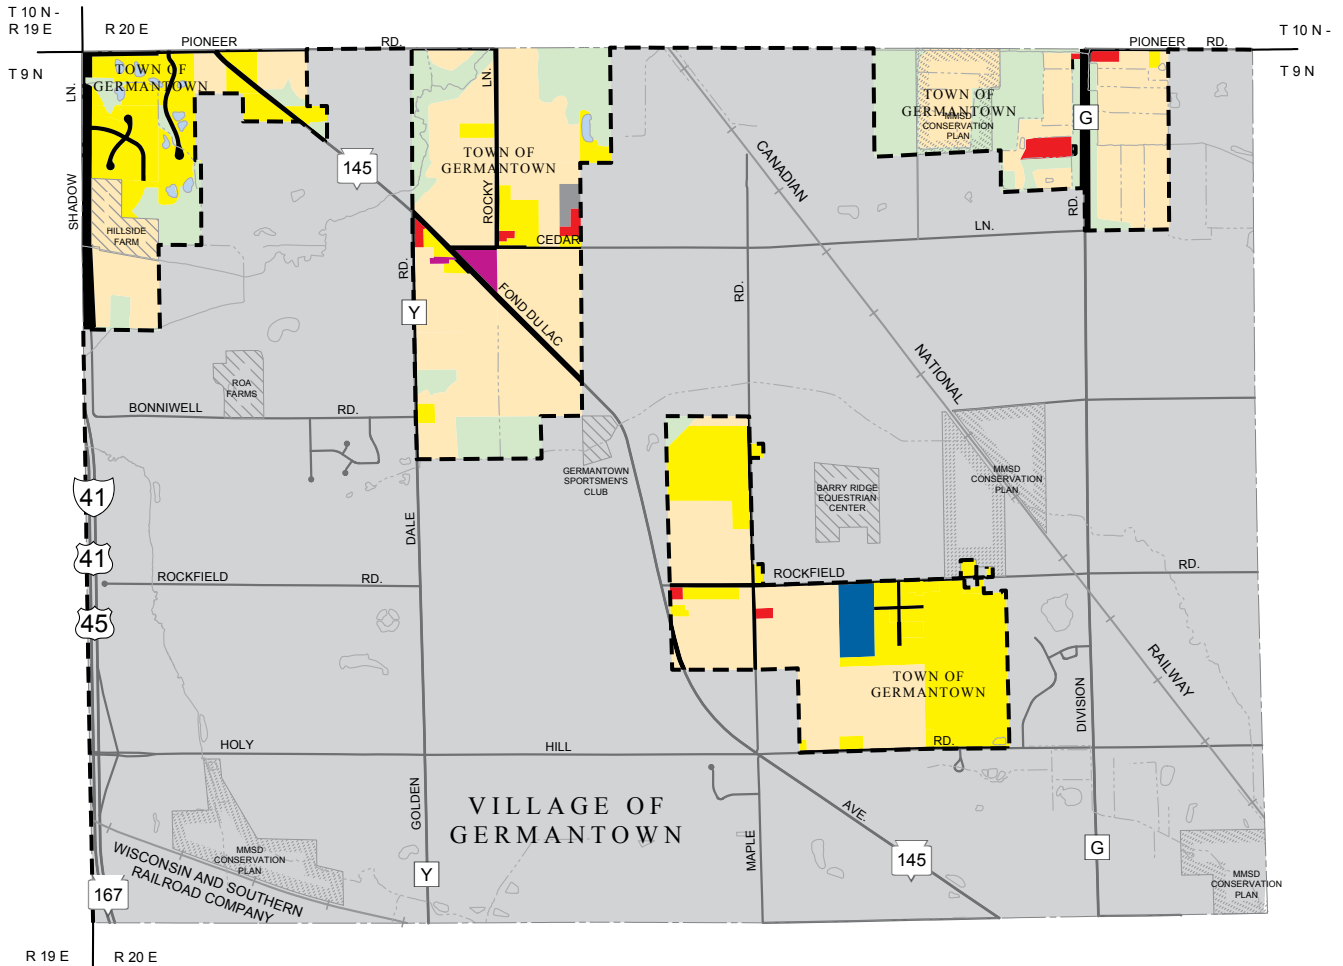 T 10 N -
R 19 E
R 20 E
T 10 N -
PIONEER
RD.
PIONEER
RD.
T 9 N
T 9 N
TOWN OF
GERMANTOWN
LN.
LN.
TOWN OF
GERMANTOWN
MMSD
CONSERVATION
PLAN
G
145
TOWN OF
GERMANTOWN
CANADIAN
SHADOW
ROCKY
RD.
HILLSIDE
FARM
CEDAR
LN.
RD.
RD.
Y
FOND DU LAC
NATIONAL
ROA
FARMS
BONNIWELL
RD.
GERMANTOWN
SPORTSMEN'S
CLUB
BARRY RIDGE
EQUESTRIAN
CENTER
MMSD
CONSERVATION
PLAN
41
DALE
41
ROCKFIELD
RD.
ROCKFIELD
RD.
45
RAILWAY
TOWN OF
GERMANTOWN
DIVISION
HOLY
HILL
RD.
GOLDEN
VILLAGE OF
GERMANTOWN
AVE.
MAPLE
145
G
MMSD
CONSERVATION
PLAN
WISCONSIN AND SOUTHERN
RAILROAD COMPANY
Y
MMSD
CONSERVATION
PLAN
167
R 19 E
R 20 E